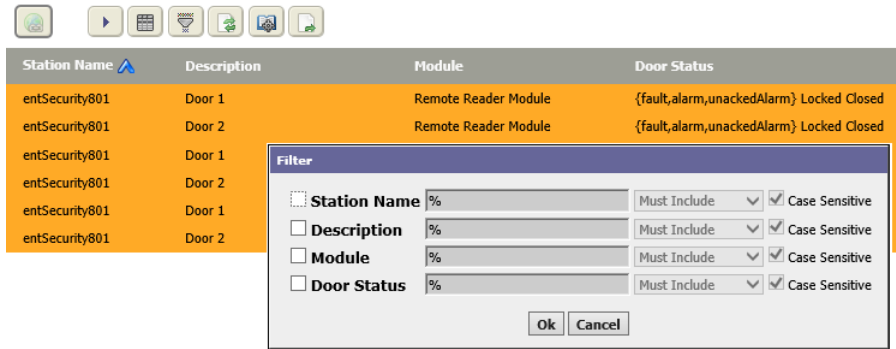 Station Name Description Module Door Status
entSecurity801 Door 1 Remote Reader Module {fault,alarm,unackedAlarm} Locked Closed
entSecurity801 Door 2 Remote Reader Module {fault,alarm,unackedAlarm} Locked Closed
entSecurity801 Door 1
entSecurity801 Door 2
entSecurity801 Door 1
entSecurity801 Door 2
Filter
Station Name % Must Include Case Sensitive
Description % Must Include Case Sensitive
Module % Must Include Case Sensitive
Door Status % Must Include Case Sensitive
Ok Cancel